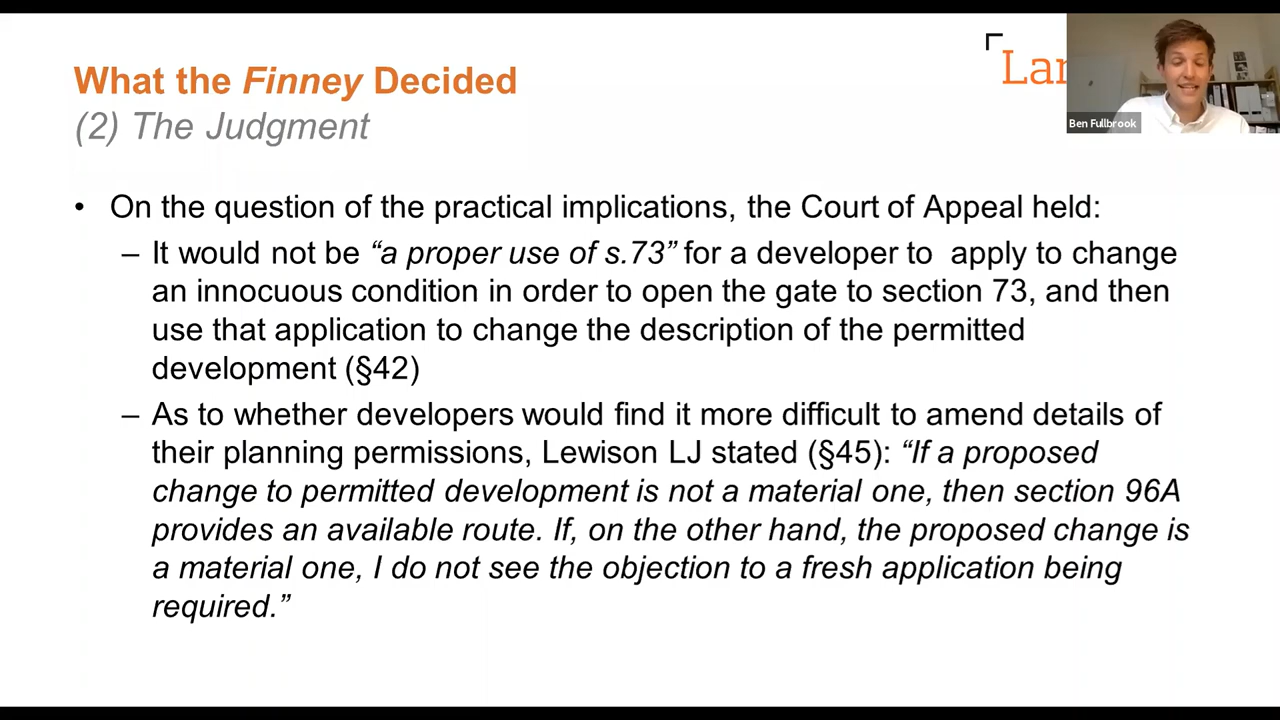 What the Finney Decided
(2) The Judgment
Lan
Ben Fullbrook
• On the question of the practical implications, the Court of Appeal held:
– It would not be “a proper use of s.73” for a developer to  apply to change
an innocuous condition in order to open the gate to section 73, and then
use that application to change the description of the permitted
development (§42)
– As to whether developers would find it more difficult to amend details of
their planning permissions, Lewison LJ stated (§45): “If a proposed
change to permitted development is not a material one, then section 96A
provides an available route. If, on the other hand, the proposed change is
a material one, I do not see the objection to a fresh application being
required.”